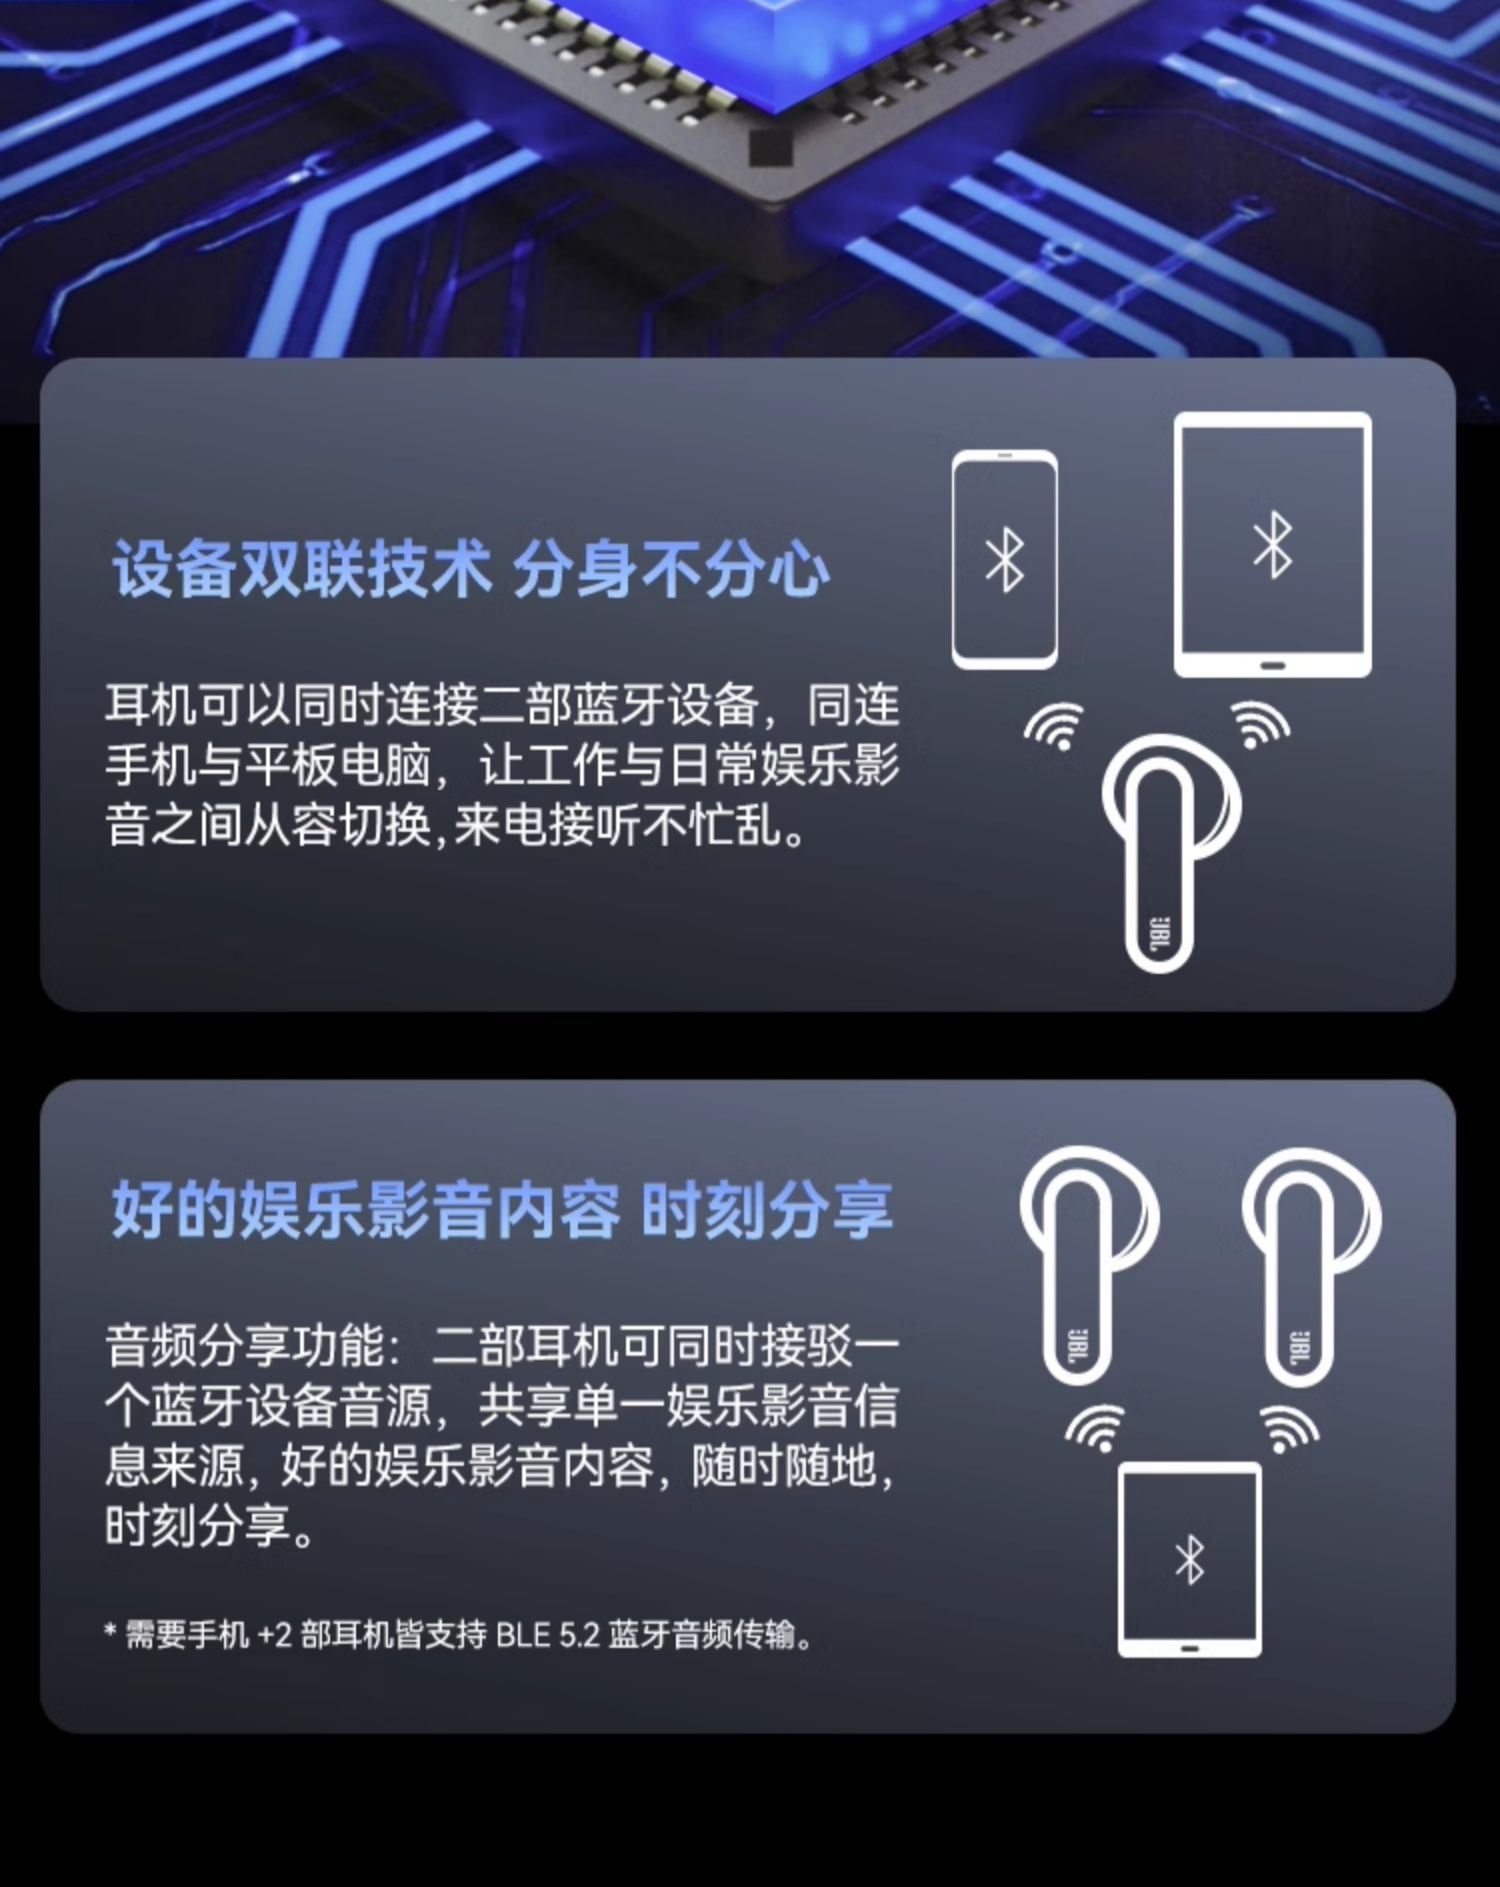 设备双联技术 分身不分心
耳机可以同时连接二部蓝牙设备，同连
手机与平板电脑，让工作与日常娱乐影
音之间从容切换，来电接听不忙乱。
JBL
好的娱乐影音内容 时刻分享
音频分享功能：二部耳机可同时接驳一
个蓝牙设备音源，共享单一娱乐影音信
息来源，好的娱乐影音内容，随时随地，
时刻分享。
* 需要手机 +2 部耳机皆支持 BLE 5.2 蓝牙音频传输。
JBL
JBL